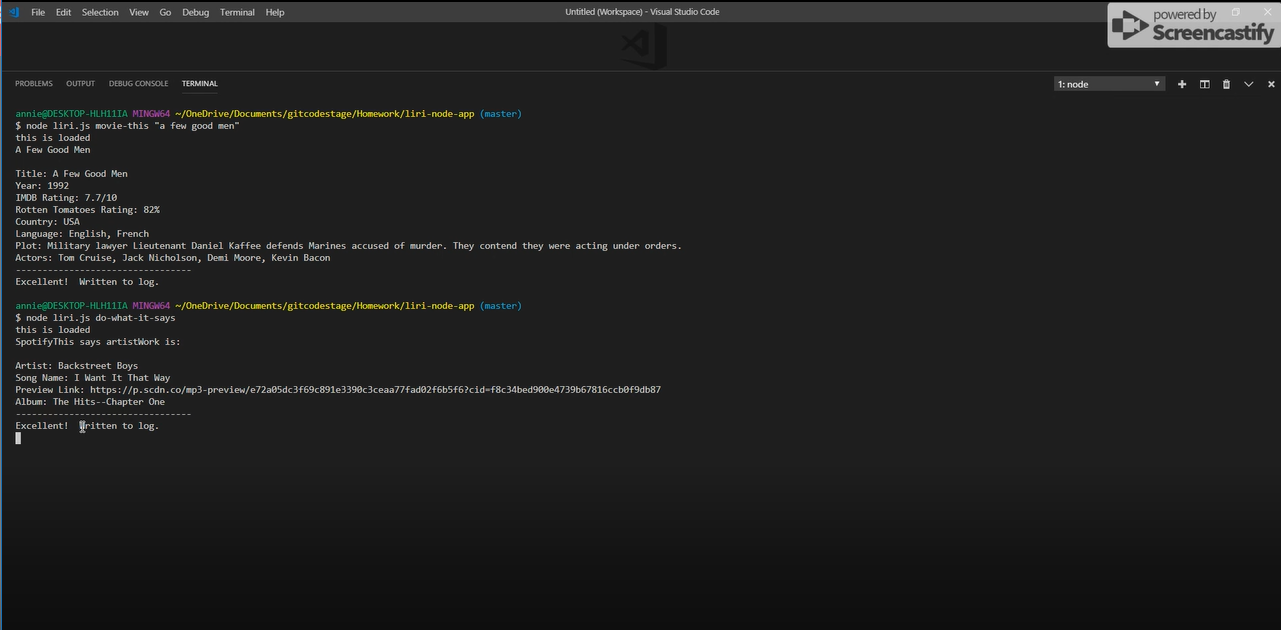 File Edit Selection View Go Debug Terminal Help
Untitled (Workspace) - Visual Studio Code
powered by
Screencastify
PROBLEMS OUTPUT DEBUG CONSOLE TERMINAL
1: node
annie@DESKTOP-HLH11IA MINGW64 ~/OneDrive/Documents/gitcodestage/Homework/liri-node-app (master)
$ node liri.js movie-this "a few good men"
this is loaded
A Few Good Men
Title: A Few Good Men
Year: 1992
IMDB Rating: 7.7/10
Rotten Tomatoes Rating: 82%
Country: USA
Language: English, French
Plot: Military lawyer Lieutenant Daniel Kaffee defends Marines accused of murder. They contend they were acting under orders.
Actors: Tom Cruise, Jack Nicholson, Demi Moore, Kevin Bacon
---------------------------------
Excellent!  Written to log.
annie@DESKTOP-HLH11IA MINGW64 ~/OneDrive/Documents/gitcodestage/Homework/liri-node-app (master)
$ node liri.js do-what-it-says
this is loaded
SpotifyThis says artistWork is:
Artist: Backstreet Boys
Song Name: I Want It That Way
Preview Link: https://p.scdn.co/mp3-preview/e72a05dc3f69c891e3390c3ceaa77fad02f6b5f6?cid=f8c34bed900e4739b67816ccb0f9db87
Album: The Hits--Chapter One
---------------------------------
Excellent!  Written to log.